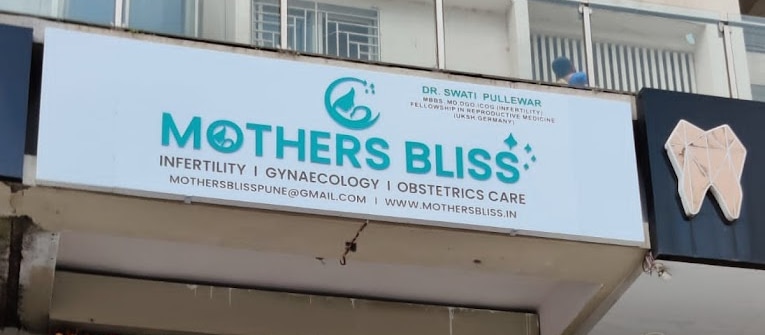 DR. SWATI PULLEWAR
MBBS, MD, DGO, ICOG (INFERTILITY)
FELLOWSHIP IN REPRODUCTIVE MEDICINE
(UKSH GERMANY)
MOTHERS BLISS
INFERTILITY | GYNAECOLOGY | OBSTETRICS CARE
MOTHERSBLISSPUNE@GMAIL.COM | WWW.MOTHERSBLISS.IN